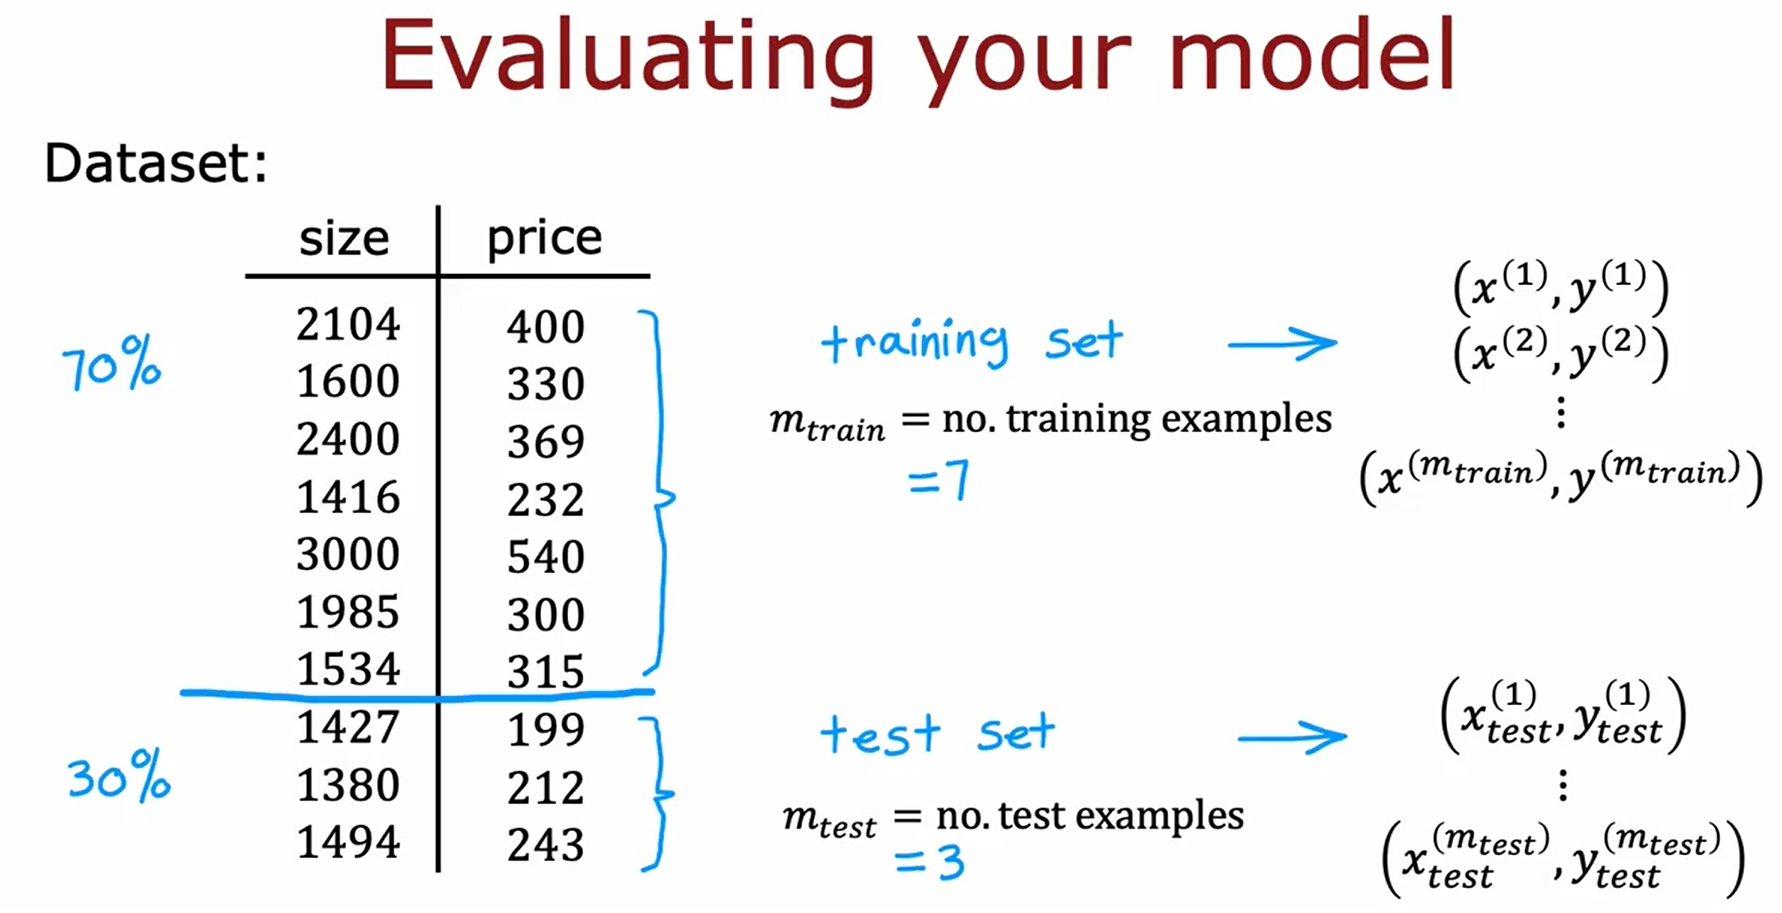 Evaluating your model
Dataset:
size price
2104 400
70%
1600 330
2400 369
1416 232
3000 540
1985 300
1534 315
training set → (x^(1), y^(1))
(x^(2), y^(2))
m_train = no. training examples
= 7
⋮
(x^(m_train), y^(m_train))
1427 199
30%
1380 212
1494 243
test set → (x_test^(1), y_test^(1))
⋮
m_test = no. test examples
= 3
(x_test^(m_test), y_test^(m_test))